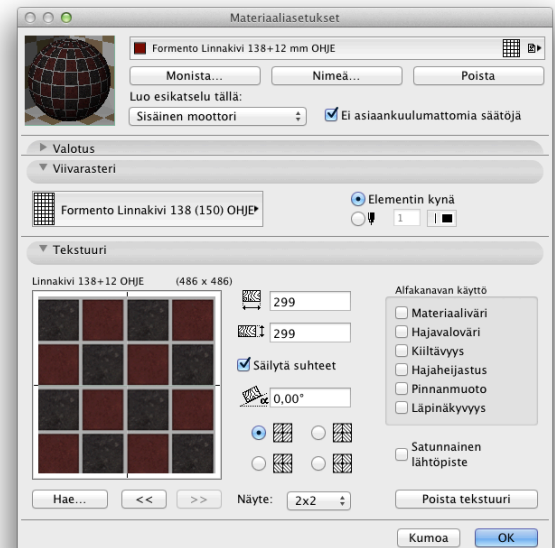 Materiaaliasetukset
Formento Linnakivi 138+12 mm OHJE
Monista...
Nimeä...
Poista
Luo esikatselu tällä:
Sisäinen moottori
Ei asiaankuulumattomia säätöjä
Valotus
Viivarasteri
Formento Linnakivi 138 (150) OHJE
Elementin kynä
1
Tekstuuri
Linnakivi 138+12 OHJE (486 x 486)
299
299
Säilytä suhteet
α 0,00°
Alfakanavan käyttö
Materiaaliväri
Hajavaloväri
Kiiltävyys
Hajaheijastus
Pinnanmuoto
Läpinäkyvyys
Satunnainen
lähtöpiste
Hae...
<<
>>
Näyte:
2x2
Poista tekstuuri
Kumoa
OK